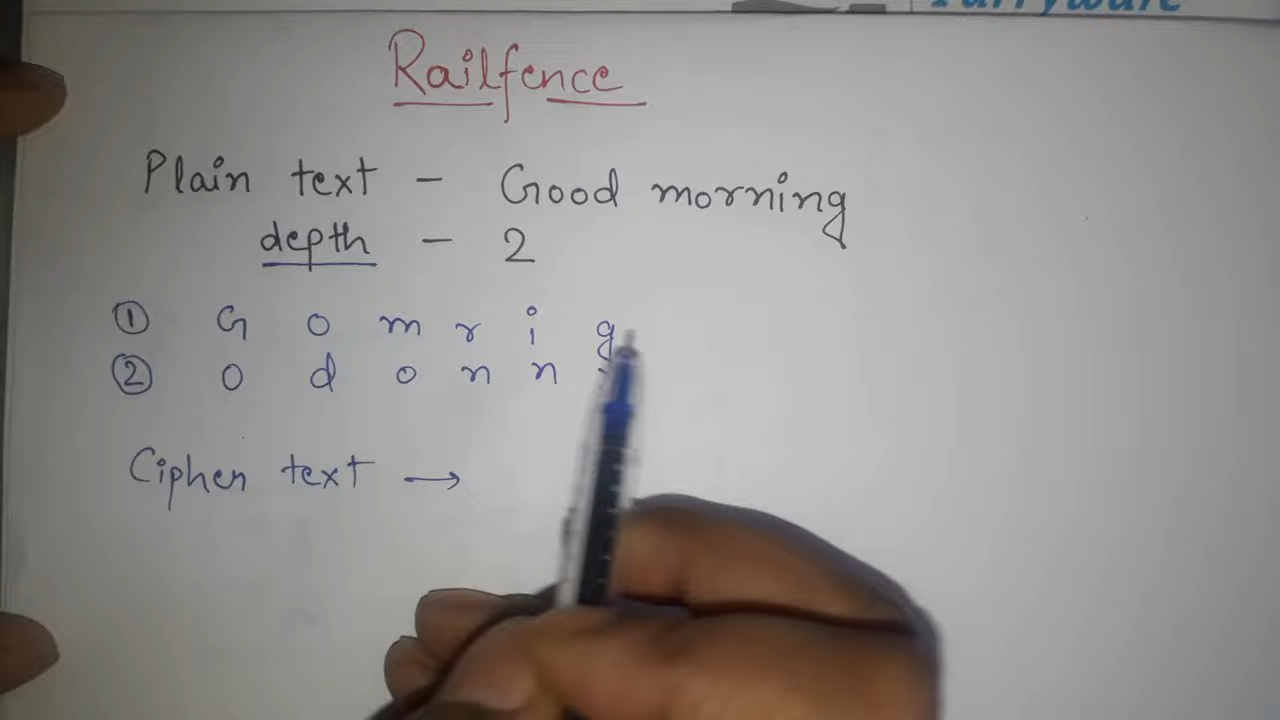 Railfence
Plain text - Good morning
depth - 2
① G o m r i g
② o d o n n
Cipher text →